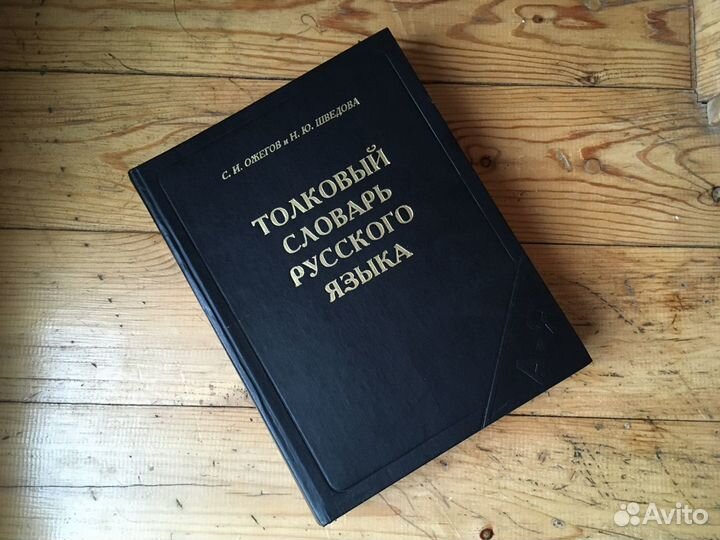 С. И. ОЖЕГОВ и Н. Ю. ШВЕДОВА
ТОЛКОВЫЙ
СЛОВАРЬ
РУССКОГО
ЯЗЫКА
Avito